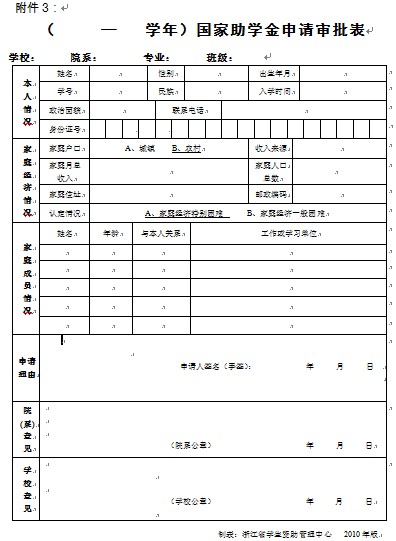 附件3：
（ — 学年）国家助学金申请审批表
学校： 院系： 专业： 班级：
本人情况
姓名 性别 出生年月
学号 民族 入学时间
政治面貌 联系电话
身份证号
家庭经济情况
家庭户口 A、城镇 B、农村 收入来源
家庭月总收入 家庭人口总数
家庭住址 邮政编码
认定情况 A、家庭经济特别困难 B、家庭经济一般困难
家庭成员情况
姓名 年龄 与本人关系 工作或学习单位
申请理由
申请人签名（手签）： 年 月 日
院(系)意见
（院系公章） 年 月 日
学校意见
（学校公章） 年 月 日
制表：浙江省学生资助管理中心 2010年版